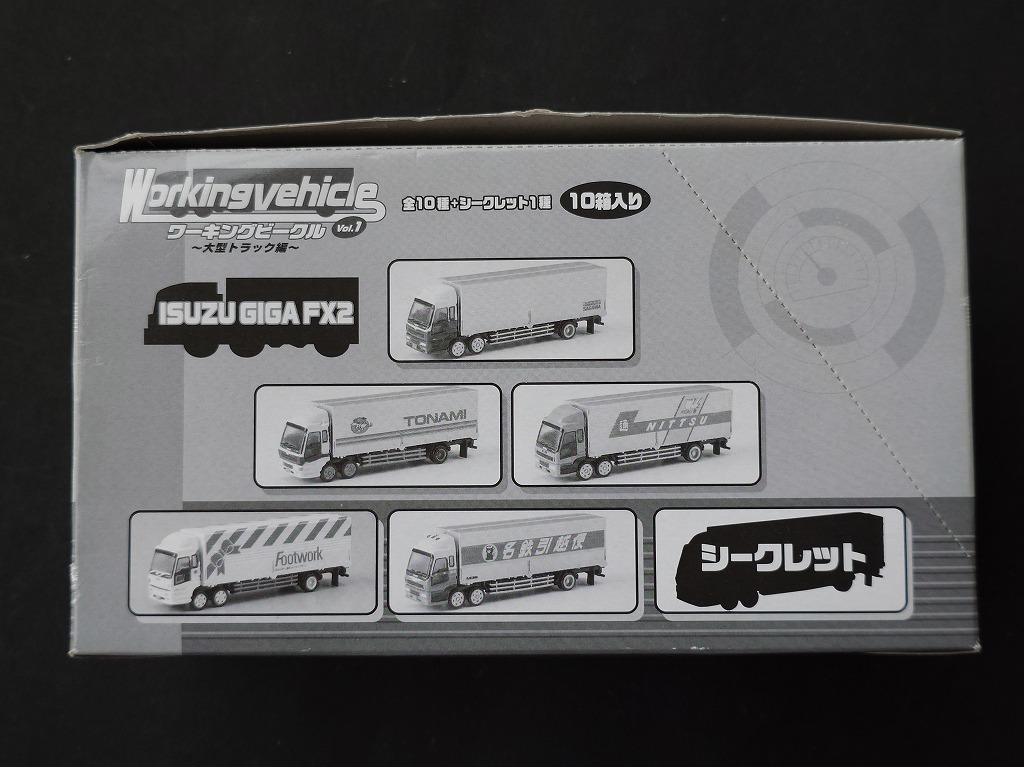 Workingvehicle
ワーキングビークル Vol.1
～大型トラック編～
全10種+シークレット1種 10箱入り
ISUZU GIGA FX2
TONAMI
NITTSU
Footwork
名鉄引越便
シークレット